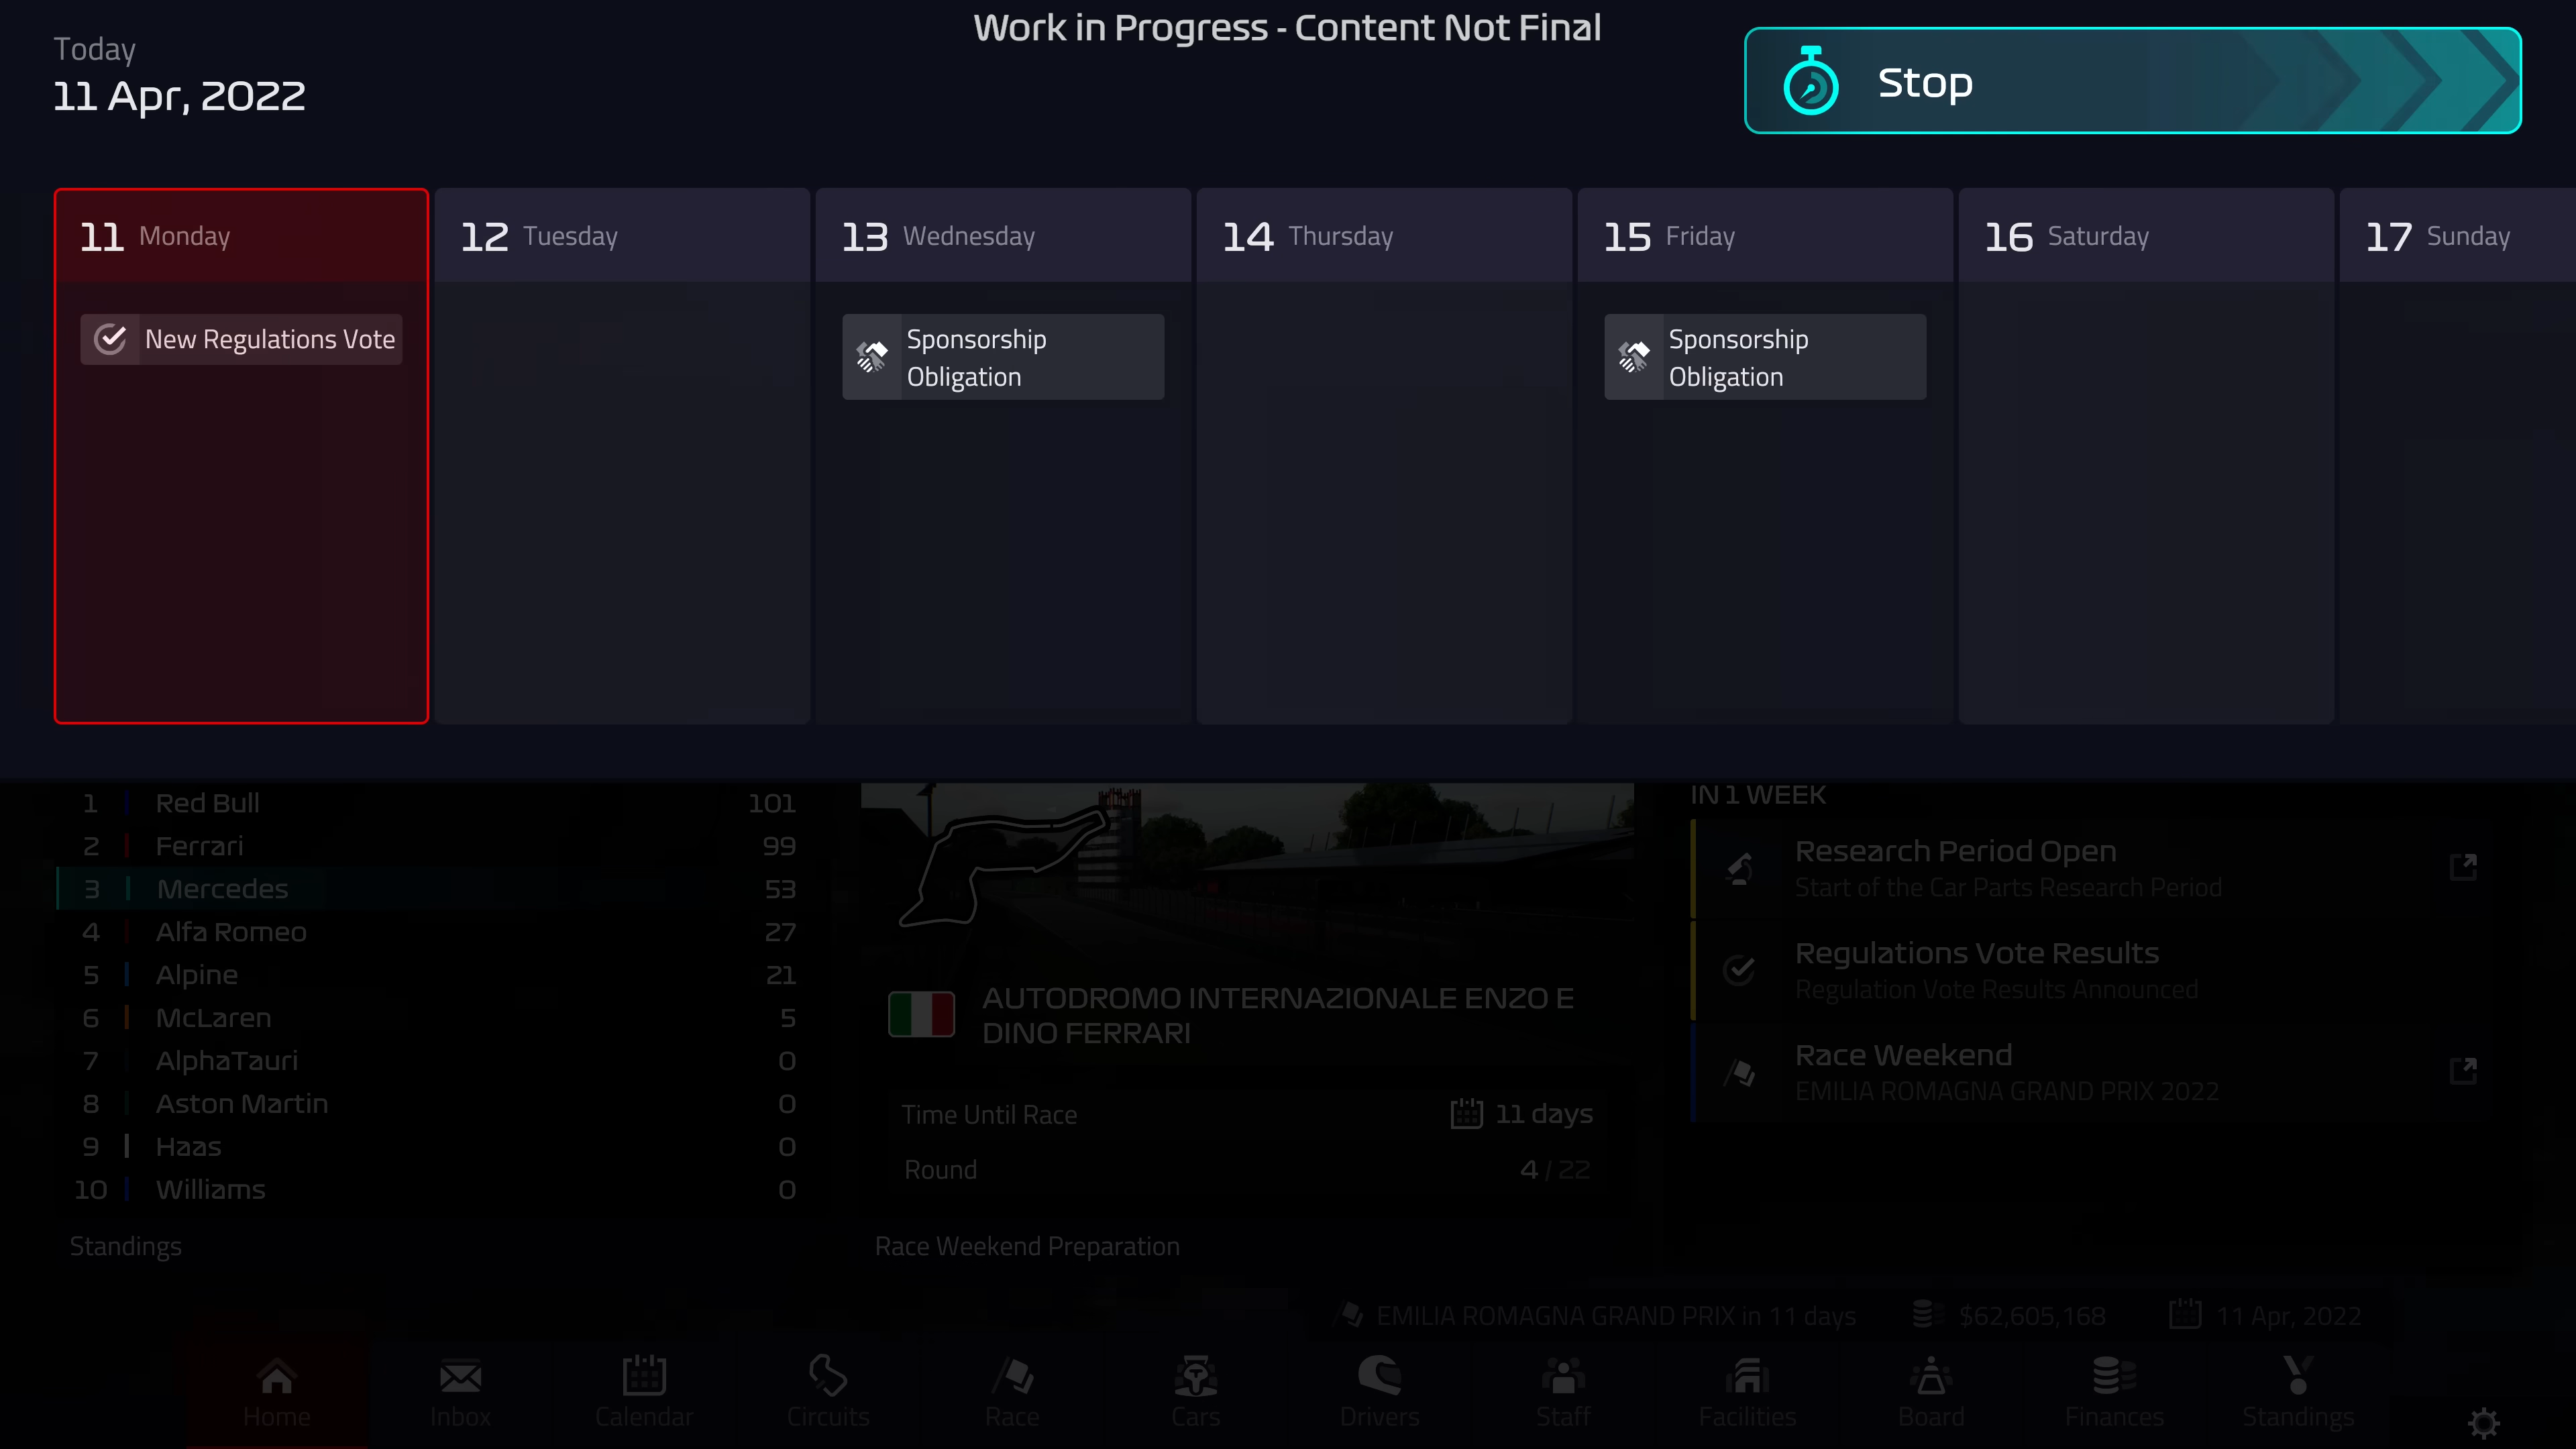 Work in Progress - Content Not Final
Today
11 Apr, 2022
Stop
11 Monday
12 Tuesday
13 Wednesday
14 Thursday
15 Friday
16 Saturday
17 Sunday
New Regulations Vote
Sponsorship
Obligation
Sponsorship
Obligation
1 Red Bull 101
2 Ferrari 99
3 Mercedes 53
4 Alfa Romeo 27
5 Alpine 21
6 McLaren 5
7 AlphaTauri 0
8 Aston Martin 0
9 Haas 0
10 Williams 0
Standings
AUTODROMO INTERNAZIONALE ENZO E
DINO FERRARI
Time Until Race 11 days
Round 4 / 22
Race Weekend Preparation
IN 1 WEEK
Research Period Open
Start of the Car Parts Research Period
Regulations Vote Results
Regulation Vote Results Announced
Race Weekend
EMILIA ROMAGNA GRAND PRIX 2022
EMILIA ROMAGNA GRAND PRIX in 11 days
$62,605,168
11 Apr, 2022
Home
Inbox
Calendar
Circuits
Race
Cars
Drivers
Staff
Facilities
Board
Finances
Standings